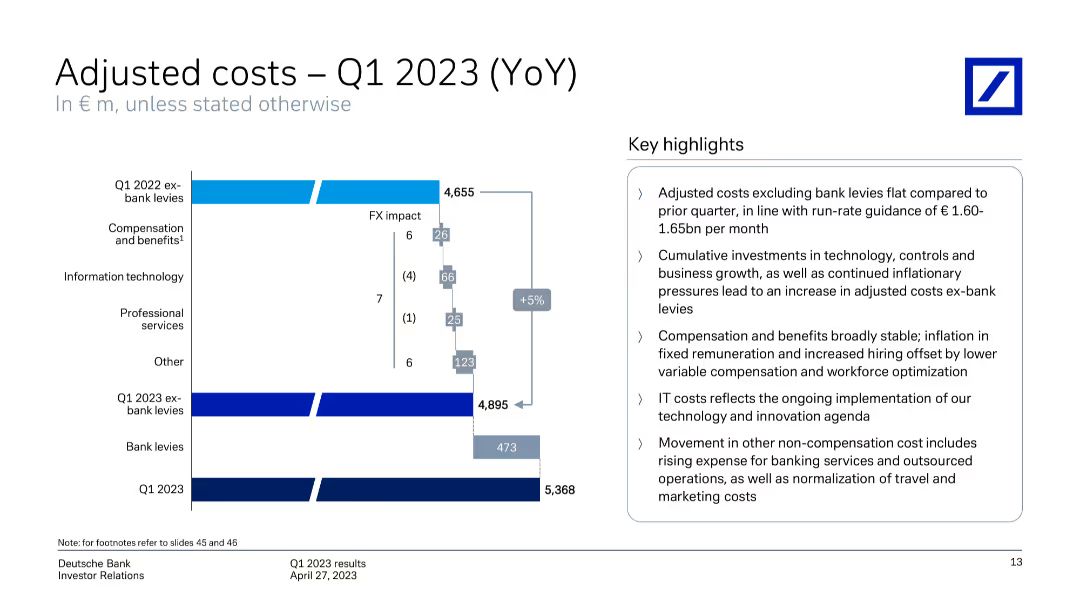 Adjusted costs – Q1 2023 (YoY)
In € m, unless stated otherwise
Q1 2022 ex-
bank levies
4,655
FX impact
Compensation
and benefits¹
6
26
Information technology
(4)
66
7
+5%
Professional
services
(1)
25
Other
6
123
Q1 2023 ex-
bank levies
4,895
Bank levies
473
Q1 2023
5,368
Key highlights
〉 Adjusted costs excluding bank levies flat compared to
prior quarter, in line with run-rate guidance of € 1.60-
1.65bn per month
〉 Cumulative investments in technology, controls and
business growth, as well as continued inflationary
pressures lead to an increase in adjusted costs ex-bank
levies
〉 Compensation and benefits broadly stable; inflation in
fixed remuneration and increased hiring offset by lower
variable compensation and workforce optimization
〉 IT costs reflects the ongoing implementation of our
technology and innovation agenda
〉 Movement in other non-compensation cost includes
rising expense for banking services and outsourced
operations, as well as normalization of travel and
marketing costs
Note: for footnotes refer to slides 45 and 46
Deutsche Bank
Investor Relations
Q1 2023 results
April 27, 2023
13